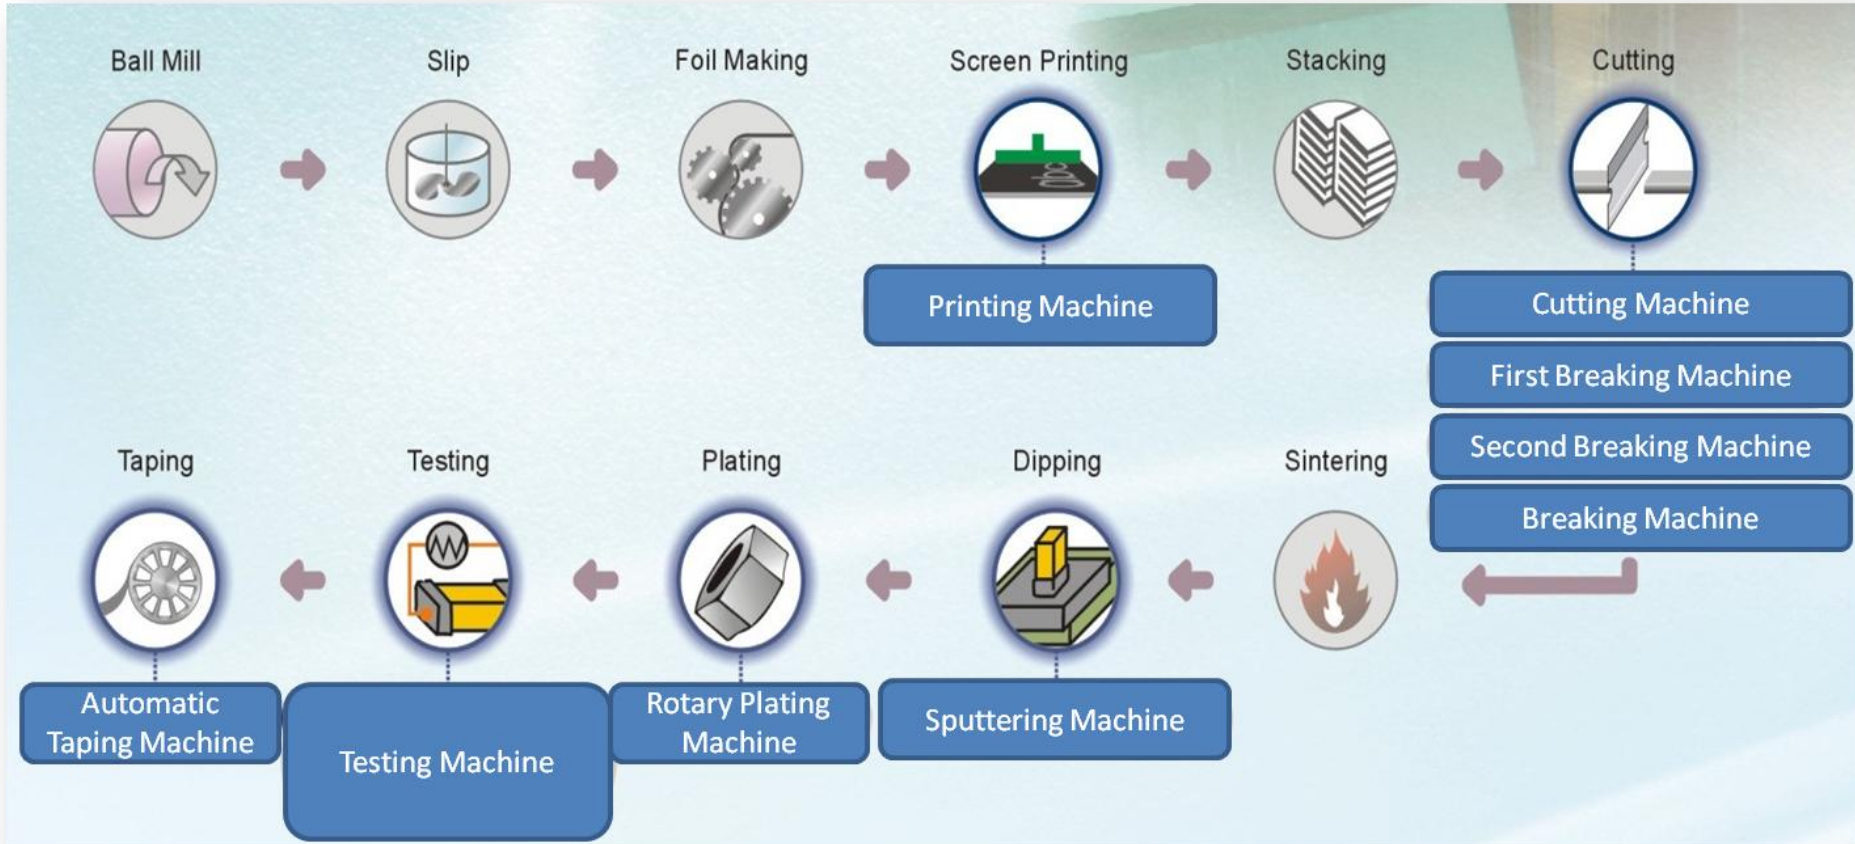 Ball Mill
Slip
Foil Making
Screen Printing
Stacking
Cutting
Printing Machine
Cutting Machine
First Breaking Machine
Second Breaking Machine
Breaking Machine
Taping
Testing
Plating
Dipping
Sintering
Automatic
Taping Machine
Testing Machine
Rotary Plating
Machine
Sputtering Machine